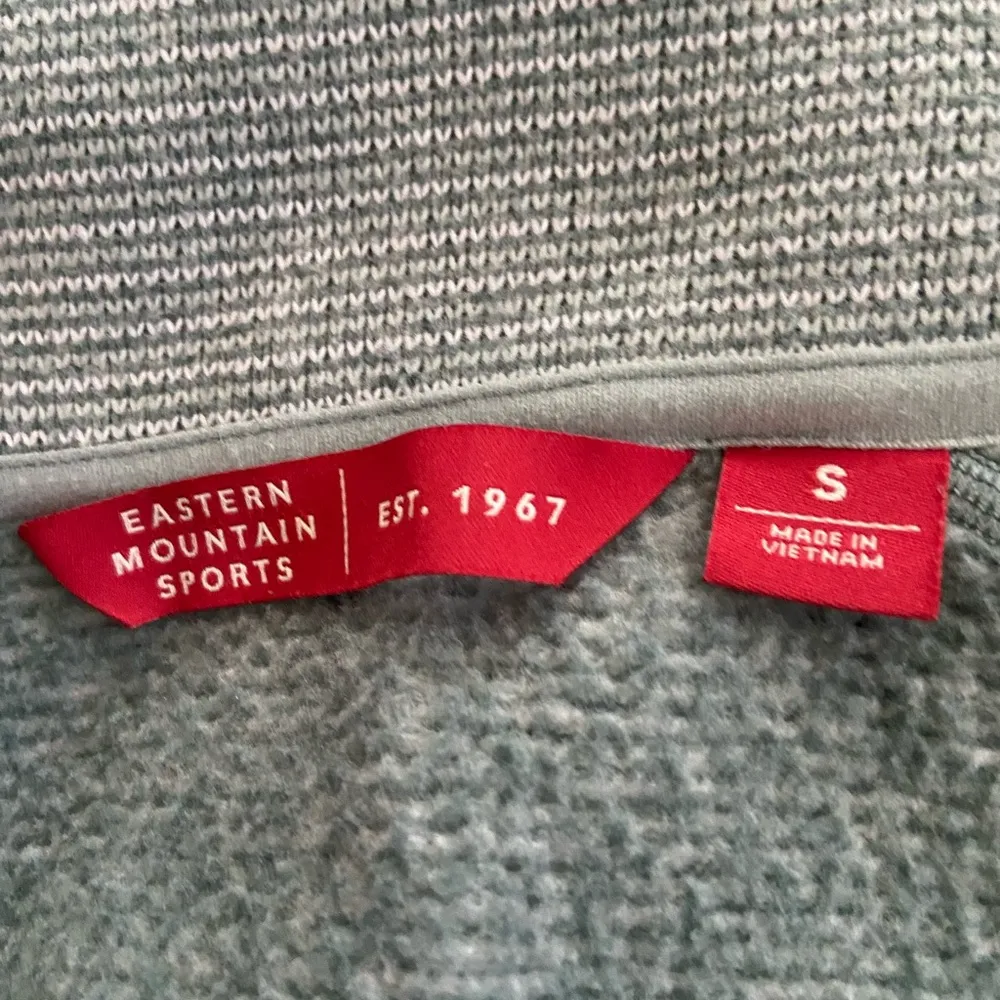 EASTERN
MOUNTAIN
SPORTS
EST. 1967
S
MADE IN
VIETNAM